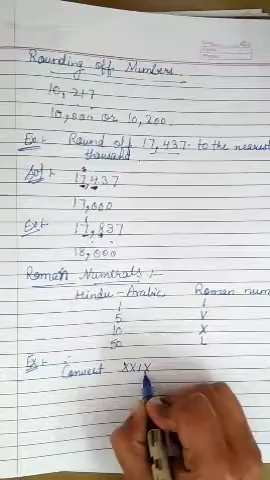 Rounding off Numbers
10,217
10,000 or 10,200.
Ex:- Round off 17,437 to the nearest
thousand.
Sol:- 17,437
17,000
Ex:- 17,837
18,000
Roman Numerals :-
Hindu-Arabic Roman num
1 I
5 V
10 X
50 L
Ex:- Convert XXIX